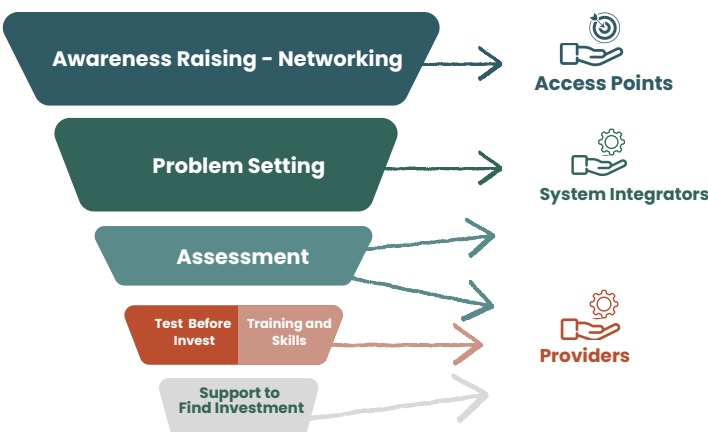 Awareness Raising - Networking
Access Points
Problem Setting
System Integrators
Assessment
Test Before
Invest
Training and
Skills
Providers
Support to
Find Investment